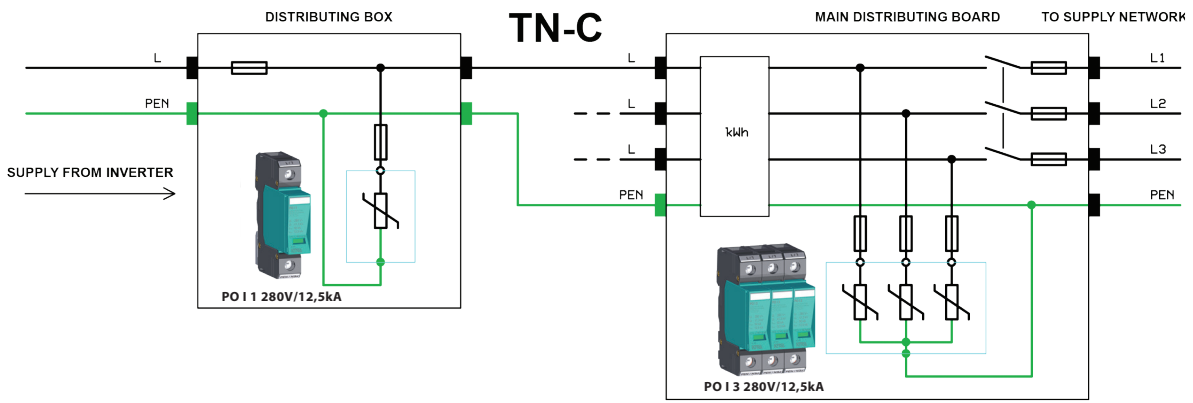 DISTRIBUTING BOX
TN-C
MAIN DISTRIBUTING BOARD
TO SUPPLY NETWORK
L
L
L1
PEN
L
L2
kWh
L
L3
SUPPLY FROM INVERTER
PEN
PEN
PO I 1 280V/12,5kA
PO I 3 280V/12,5kA